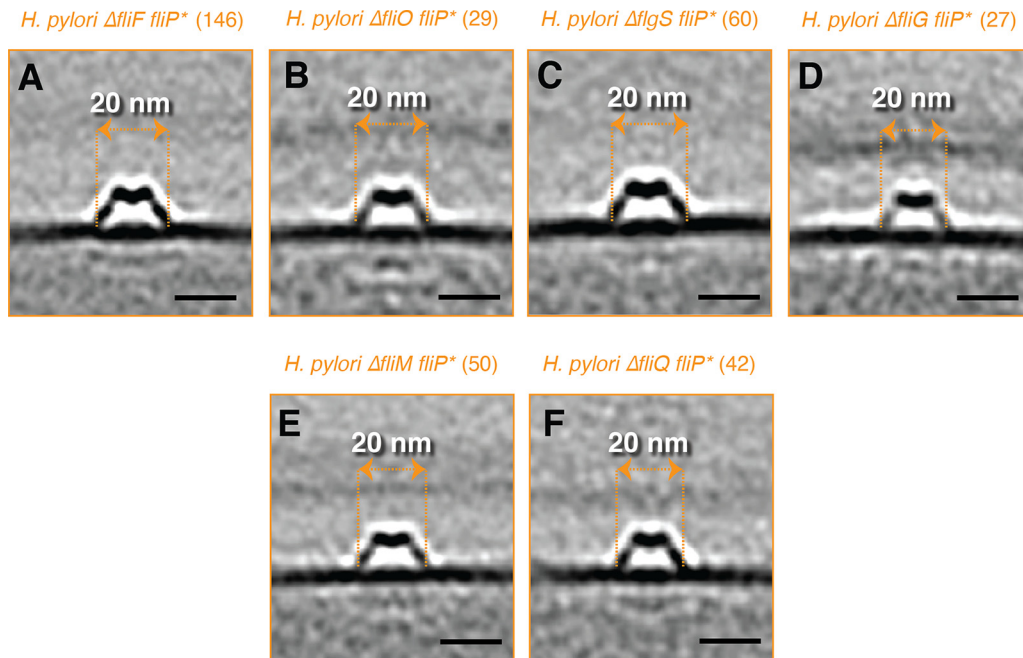 H. pylori ΔfliF fliP* (146)
H. pylori ΔfliO fliP* (29)
H. pylori ΔflgS fliP* (60)
H. pylori ΔfliG fliP* (27)
A
20 nm
B
20 nm
C
20 nm
D
20 nm
H. pylori ΔfliM fliP* (50)
H. pylori ΔfliQ fliP* (42)
E
20 nm
F
20 nm